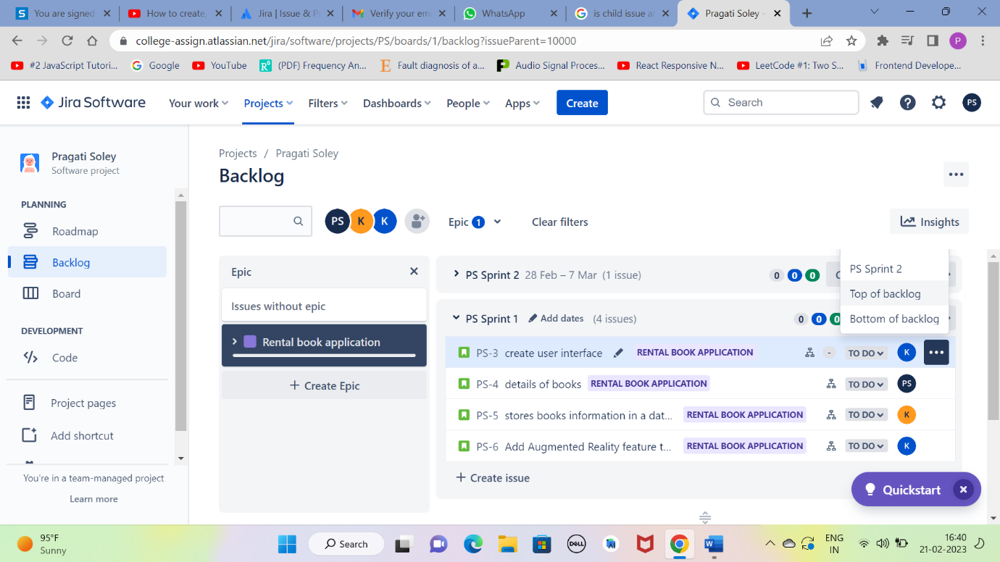 You are signed
How to create,
Jira | Issue & P
Verify your em
WhatsApp
is child issue a
Pragati Soley -
college-assign.atlassian.net/jira/software/projects/PS/boards/1/backlog?issueParent=10000
P
#2 JavaScript Tutori...
Google
YouTube
(PDF) Frequency An...
Fault diagnosis of a...
Audio Signal Proces...
React Responsive N...
LeetCode #1: Two S...
Frontend Develope...
Jira Software
Your work
Projects
Filters
Dashboards
People
Apps
Create
Search
PS
Pragati Soley
Software project
PLANNING
Roadmap
Backlog
Board
DEVELOPMENT
Code
Project pages
Add shortcut
You're in a team-managed project
Learn more
Projects / Pragati Soley
Backlog
PS K K
Epic 1
Clear filters
Insights
Epic
Issues without epic
Rental book application
+ Create Epic
PS Sprint 2 28 Feb – 7 Mar (1 issue)
0 0 0
PS Sprint 2
Top of backlog
Bottom of backlog
PS Sprint 1 Add dates (4 issues)
0 0 0
PS-3 create user interface RENTAL BOOK APPLICATION - TO DO K
PS-4 details of books RENTAL BOOK APPLICATION TO DO PS
PS-5 stores books information in a dat... RENTAL BOOK APPLICATION TO DO K
PS-6 Add Augmented Reality feature t... RENTAL BOOK APPLICATION TO DO K
+ Create issue
Quickstart
95°F
Sunny
Search
DELL
ENG
IN
16:40
21-02-2023